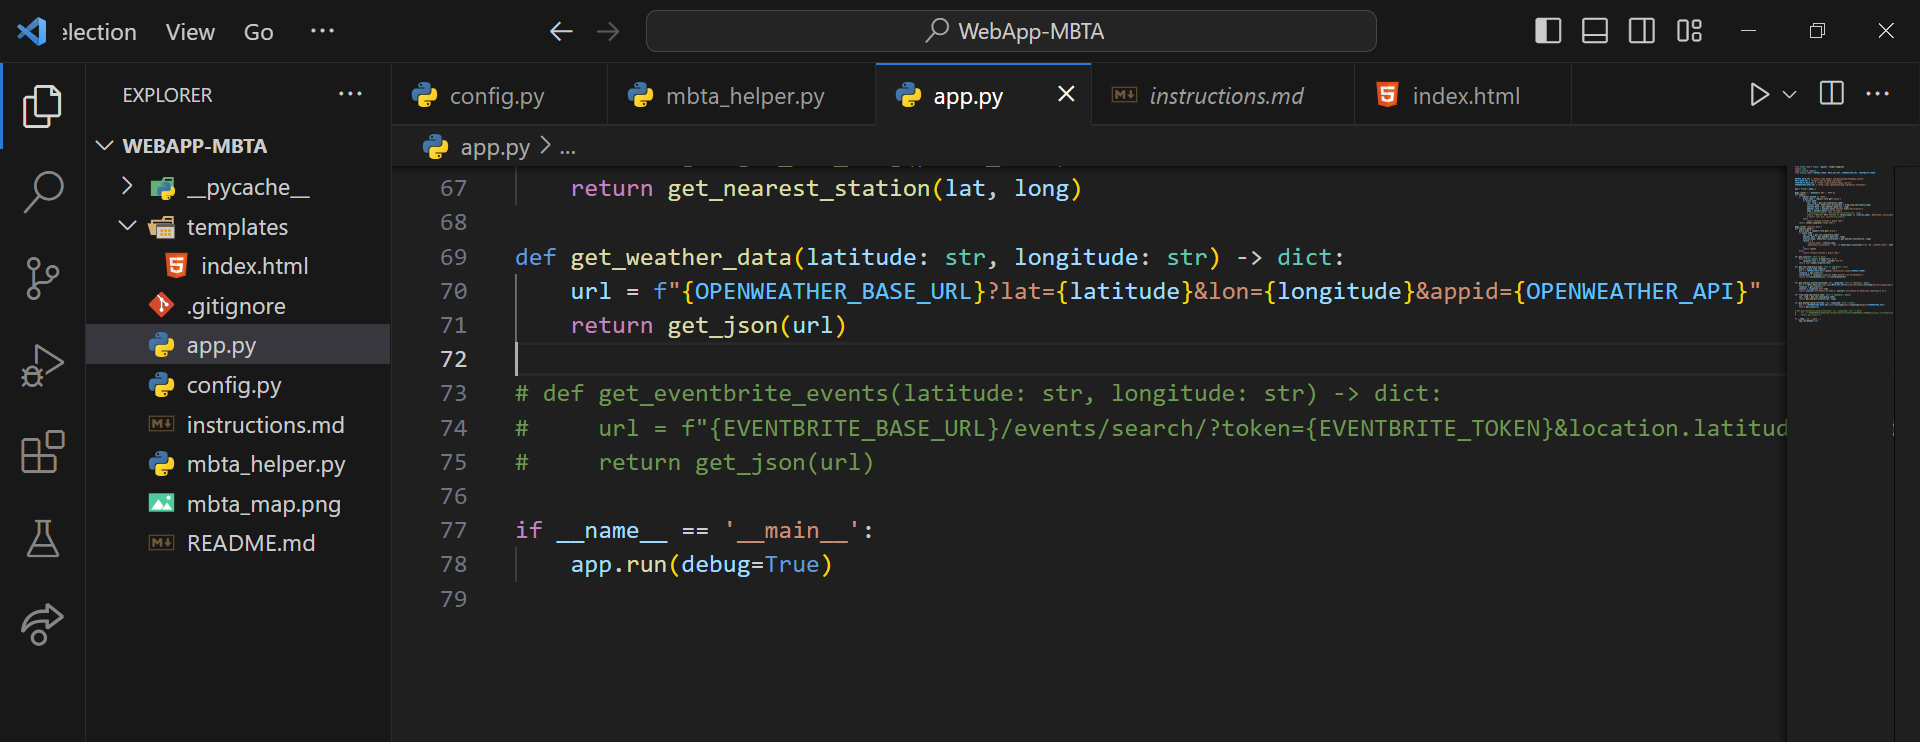 election View Go ... WebApp-MBTA
EXPLORER ...
WEBAPP-MBTA
__pycache__
templates
index.html
.gitignore
app.py
config.py
instructions.md
mbta_helper.py
mbta_map.png
README.md
config.py mbta_helper.py app.py instructions.md index.html
app.py > ...
67 return get_nearest_station(lat, long)
68
69 def get_weather_data(latitude: str, longitude: str) -> dict:
70 url = f"{OPENWEATHER_BASE_URL}?lat={latitude}&lon={longitude}&appid={OPENWEATHER_API}"
71 return get_json(url)
72
73 # def get_eventbrite_events(latitude: str, longitude: str) -> dict:
74 # url = f"{EVENTBRITE_BASE_URL}/events/search/?token={EVENTBRITE_TOKEN}&location.latitud
75 # return get_json(url)
76
77 if __name__ == '__main__':
78 app.run(debug=True)
79